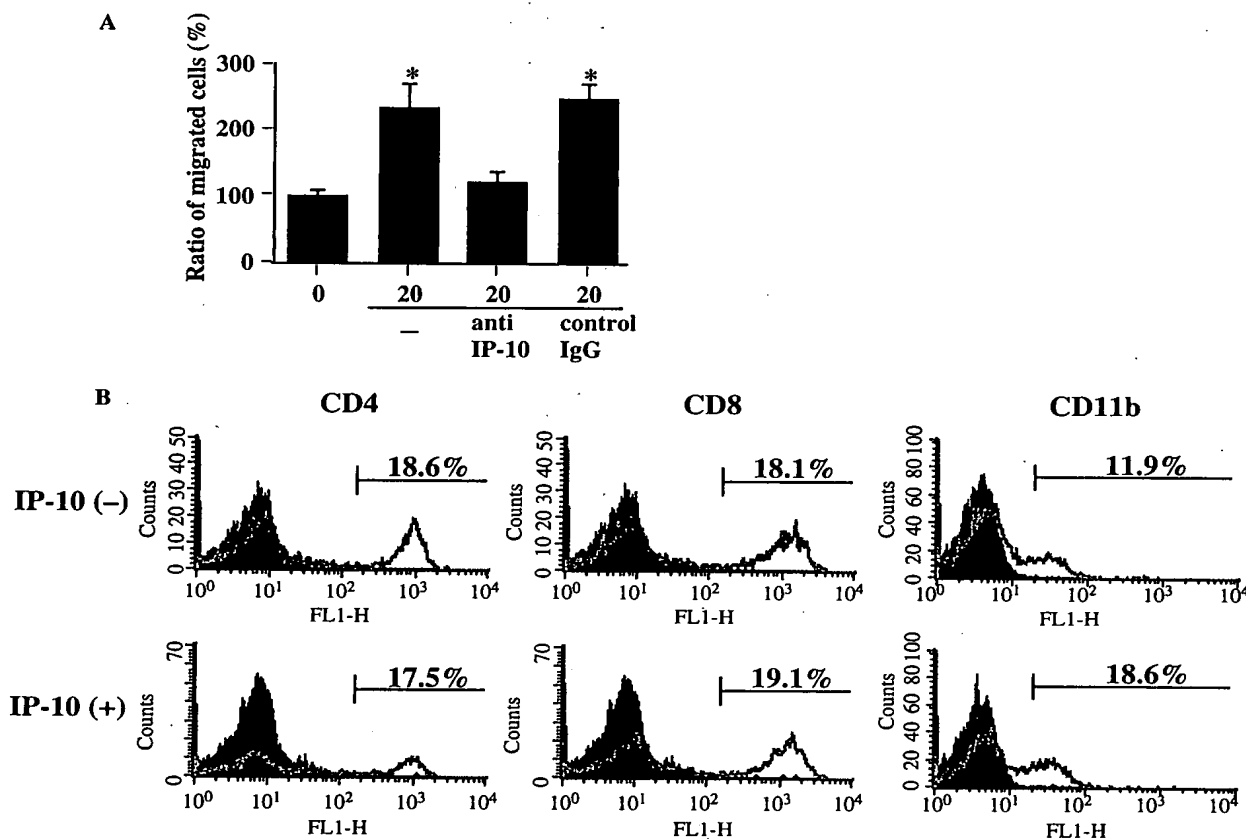 A
Ratio of migrated cells (%)
300
200
100
0
*
*
0
20
20
20
–
anti IP-10
control IgG
B
CD4
CD8
CD11b
IP-10 (–)
Counts
0 10 20 30 40 50
18.6%
10⁰ 10¹ 10² 10³ 10⁴
FL1-H
Counts
0 10 20 30 40 50
18.1%
10⁰ 10¹ 10² 10³ 10⁴
FL1-H
Counts
0 20 40 60 80 100
11.9%
10⁰ 10¹ 10² 10³ 10⁴
FL1-H
IP-10 (+)
Counts
0 70
17.5%
10⁰ 10¹ 10² 10³ 10⁴
FL1-H
Counts
0 70
19.1%
10⁰ 10¹ 10² 10³ 10⁴
FL1-H
Counts
0 20 40 60 80 100
18.6%
10⁰ 10¹ 10² 10³ 10⁴
FL1-H